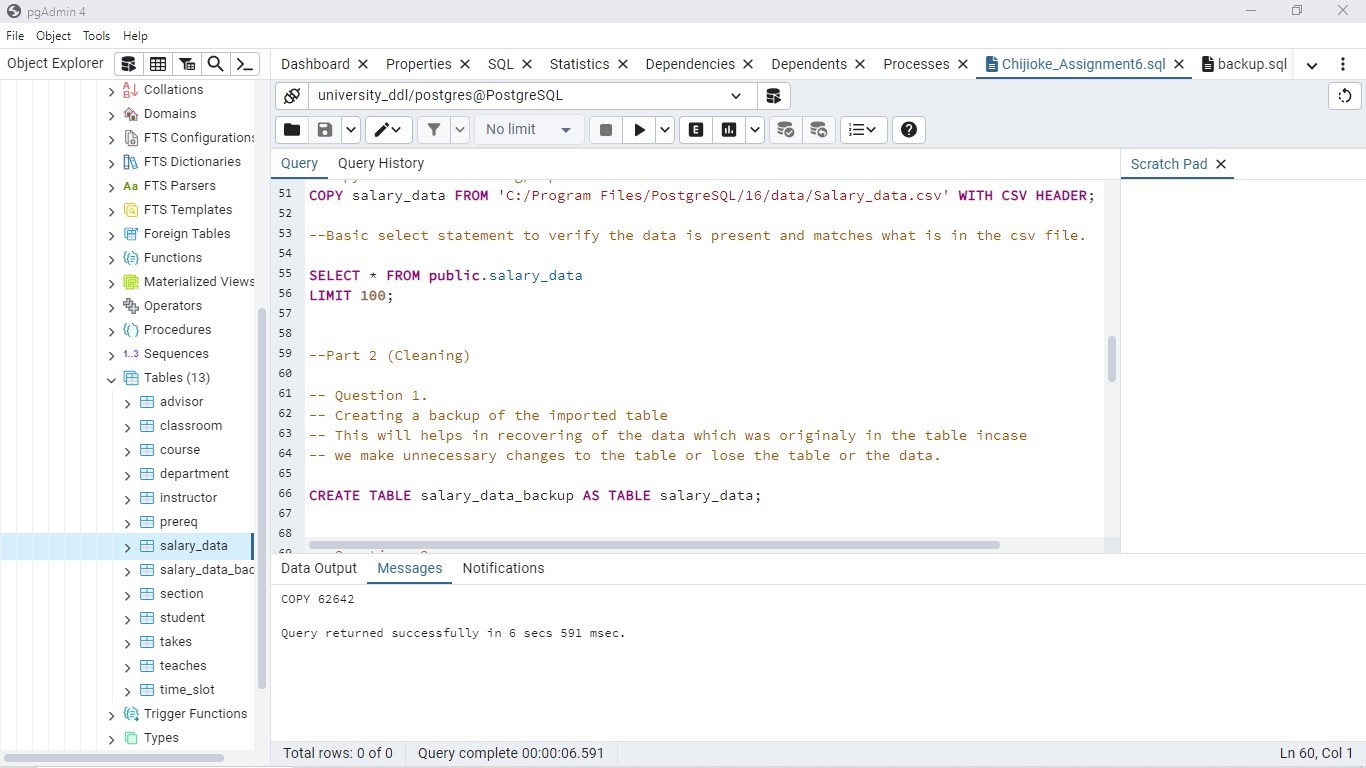 pgAdmin 4
File Object Tools Help
Object Explorer
Dashboard Properties SQL Statistics Dependencies Dependents Processes Chijioke_Assignment6.sql backup.sql
university_ddl/postgres@PostgreSQL
No limit
E
Query Query History
Scratch Pad
Collations
Domains
FTS Configurations
FTS Dictionaries
Aa FTS Parsers
FTS Templates
Foreign Tables
Functions
Materialized Views
Operators
Procedures
1..3 Sequences
Tables (13)
advisor
classroom
course
department
instructor
prereq
salary_data
salary_data_bac
section
student
takes
teaches
time_slot
Trigger Functions
Types
51 COPY salary_data FROM 'C:/Program Files/PostgreSQL/16/data/Salary_data.csv' WITH CSV HEADER;
52
53 --Basic select statement to verify the data is present and matches what is in the csv file.
54
55 SELECT * FROM public.salary_data
56 LIMIT 100;
57
58
59 --Part 2 (Cleaning)
60
61 -- Question 1.
62 -- Creating a backup of the imported table
63 -- This will helps in recovering of the data which was originaly in the table incase
64 -- we make unnecessary changes to the table or lose the table or the data.
65
66 CREATE TABLE salary_data_backup AS TABLE salary_data;
67
68
Data Output Messages Notifications
COPY 62642
Query returned successfully in 6 secs 591 msec.
Total rows: 0 of 0 Query complete 00:00:06.591 Ln 60, Col 1